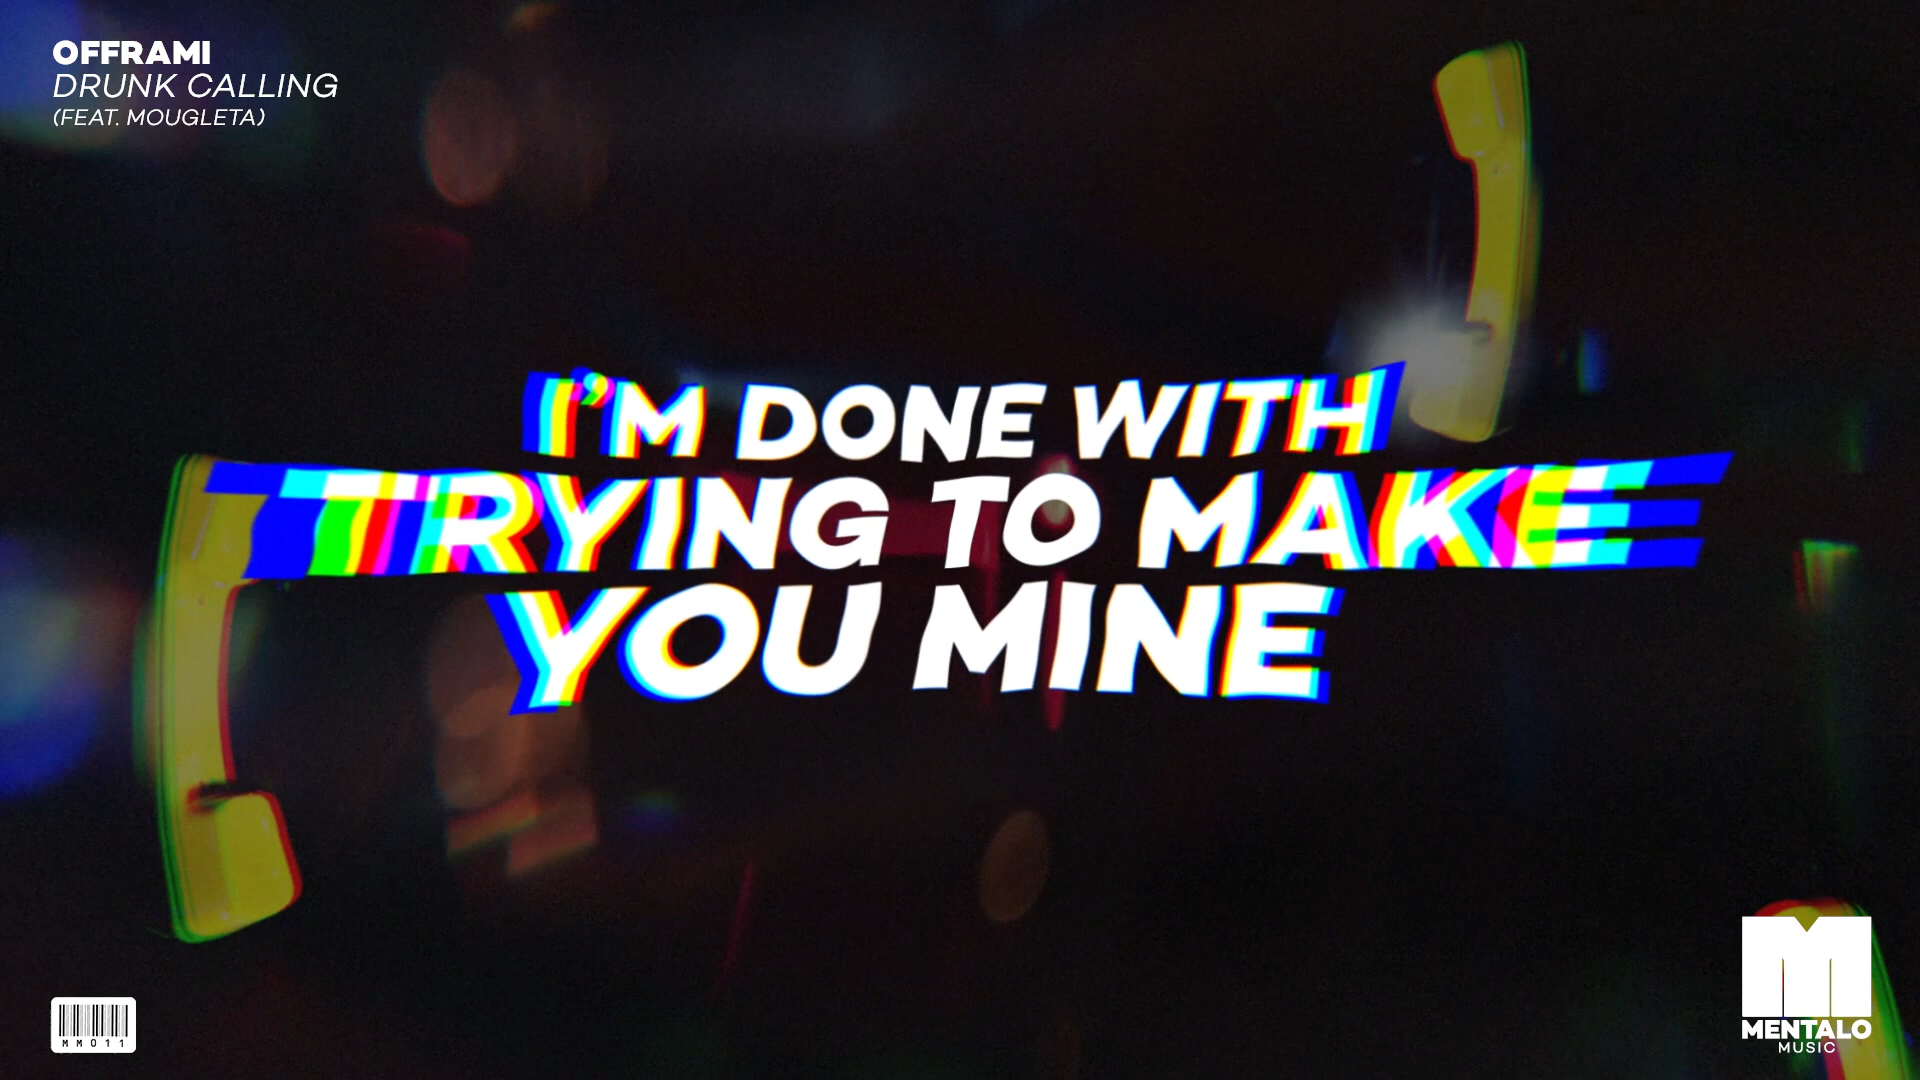 OFFRAMI
DRUNK CALLING
(FEAT. MOUGLETA)
I'M DONE WITH
TRYING TO MAKE
YOU MINE
MM011
M
MENTALO
MUSIC